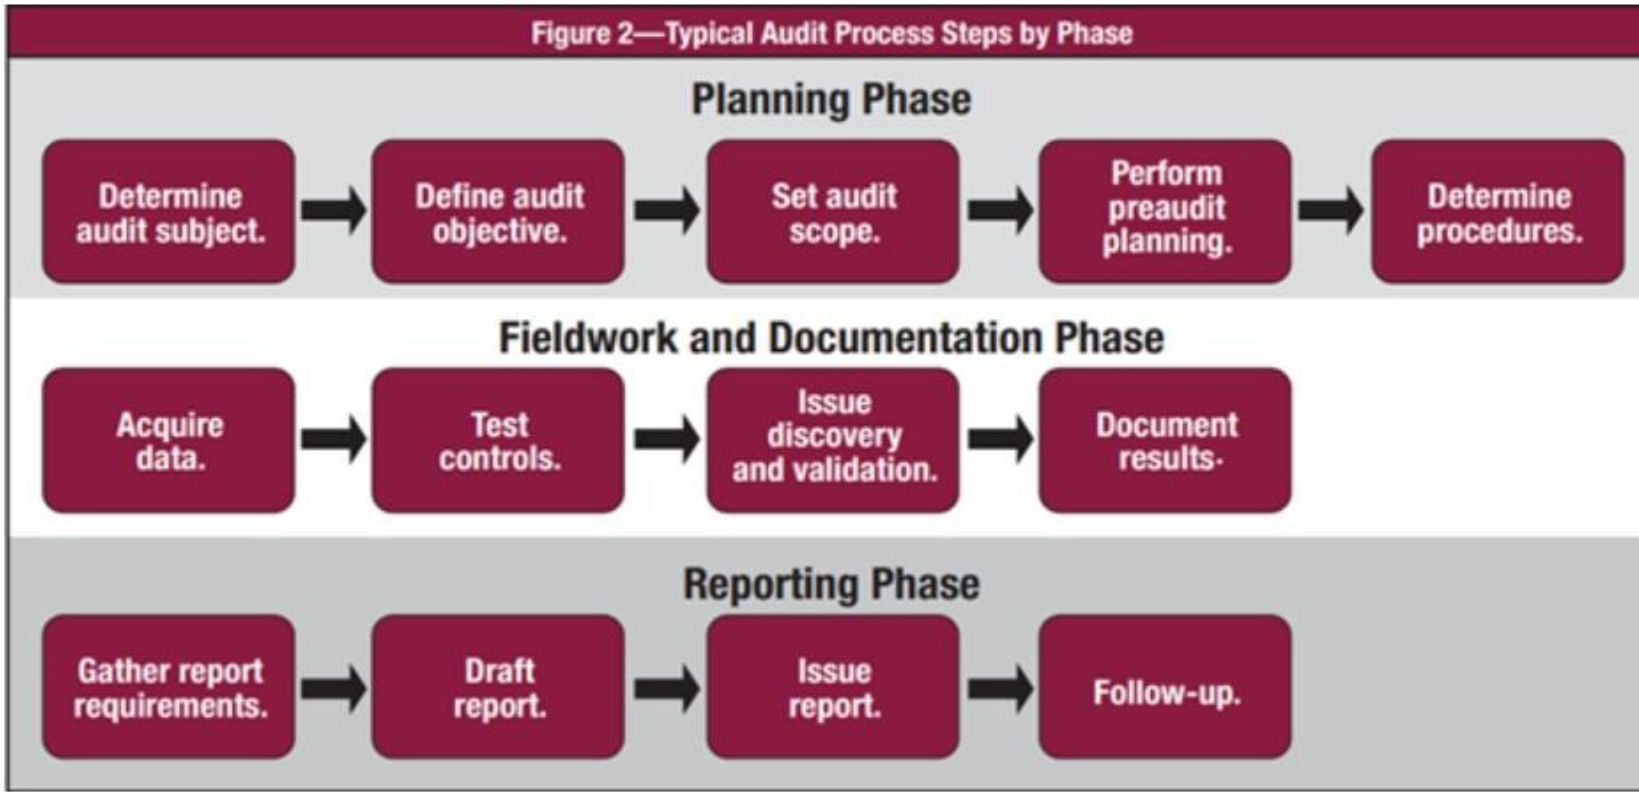 Figure 2—Typical Audit Process Steps by Phase
Planning Phase
Determine
audit subject.
Define audit
objective.
Set audit
scope.
Perform
preaudit
planning.
Determine
procedures.
Fieldwork and Documentation Phase
Acquire
data.
Test
controls.
Issue
discovery
and validation.
Document
results.
Reporting Phase
Gather report
requirements.
Draft
report.
Issue
report.
Follow-up.